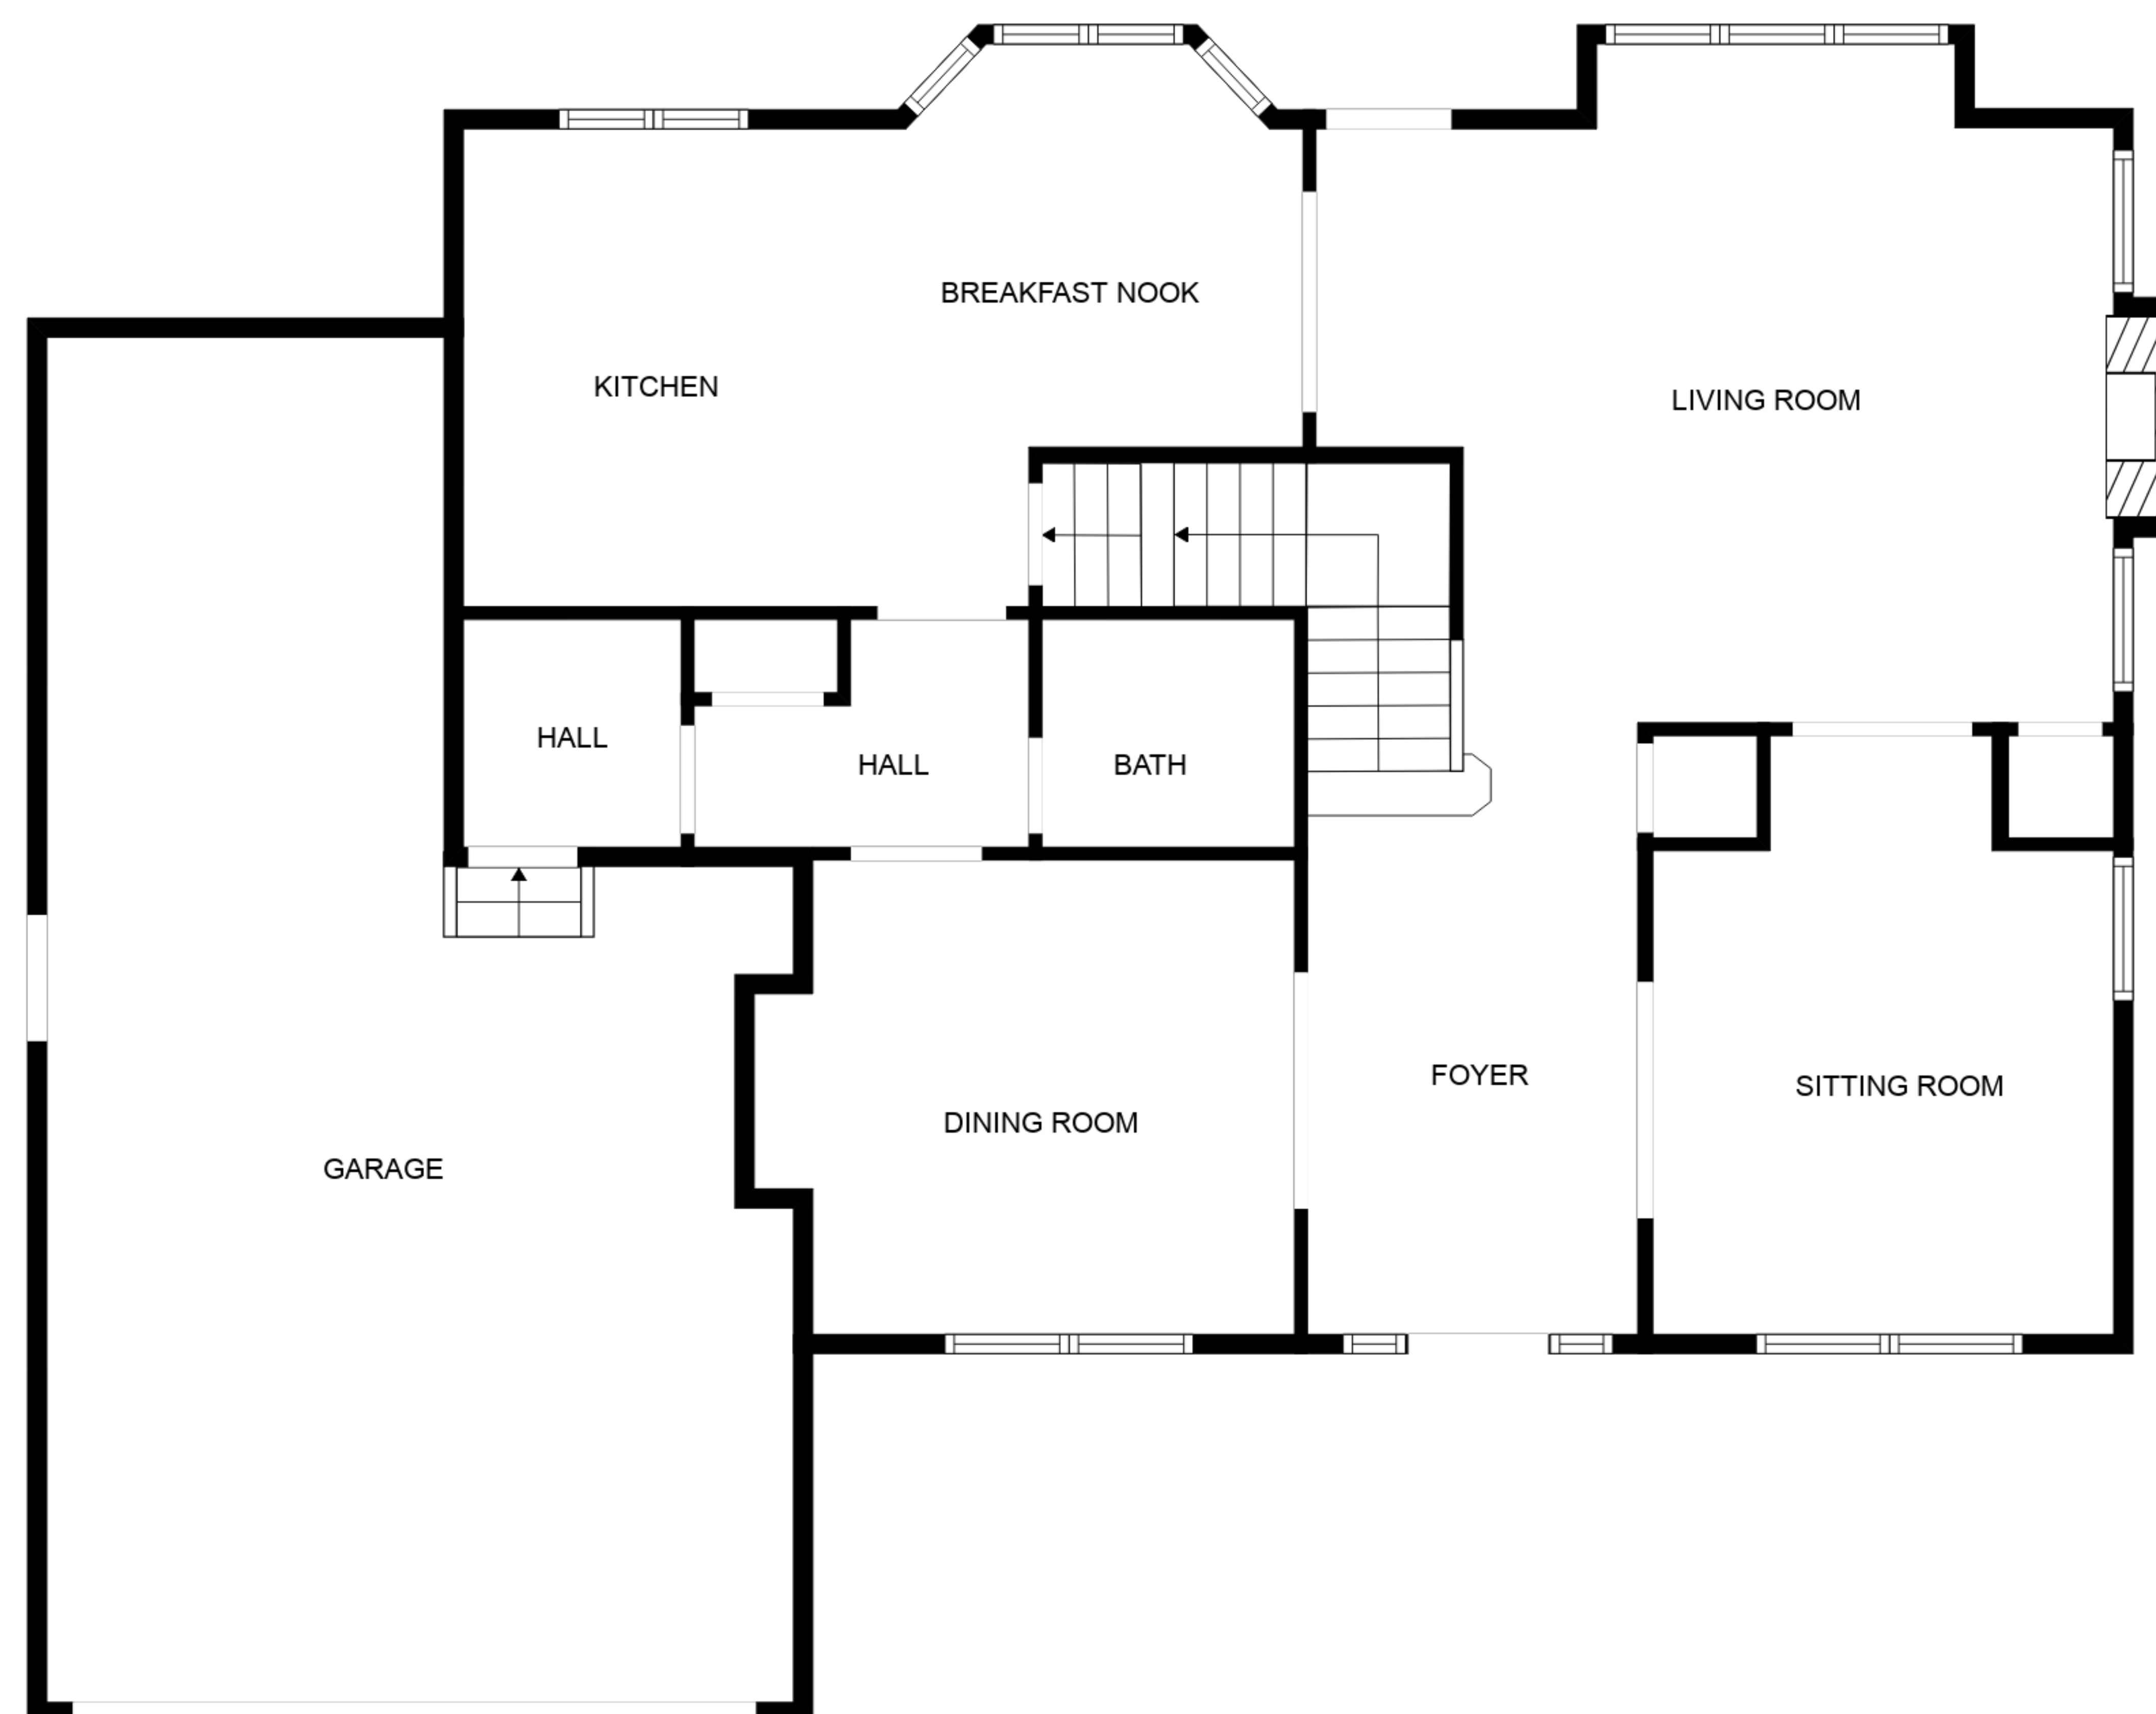 BREAKFAST NOOK
KITCHEN
LIVING ROOM
HALL
HALL
BATH
FOYER
SITTING ROOM
DINING ROOM
GARAGE